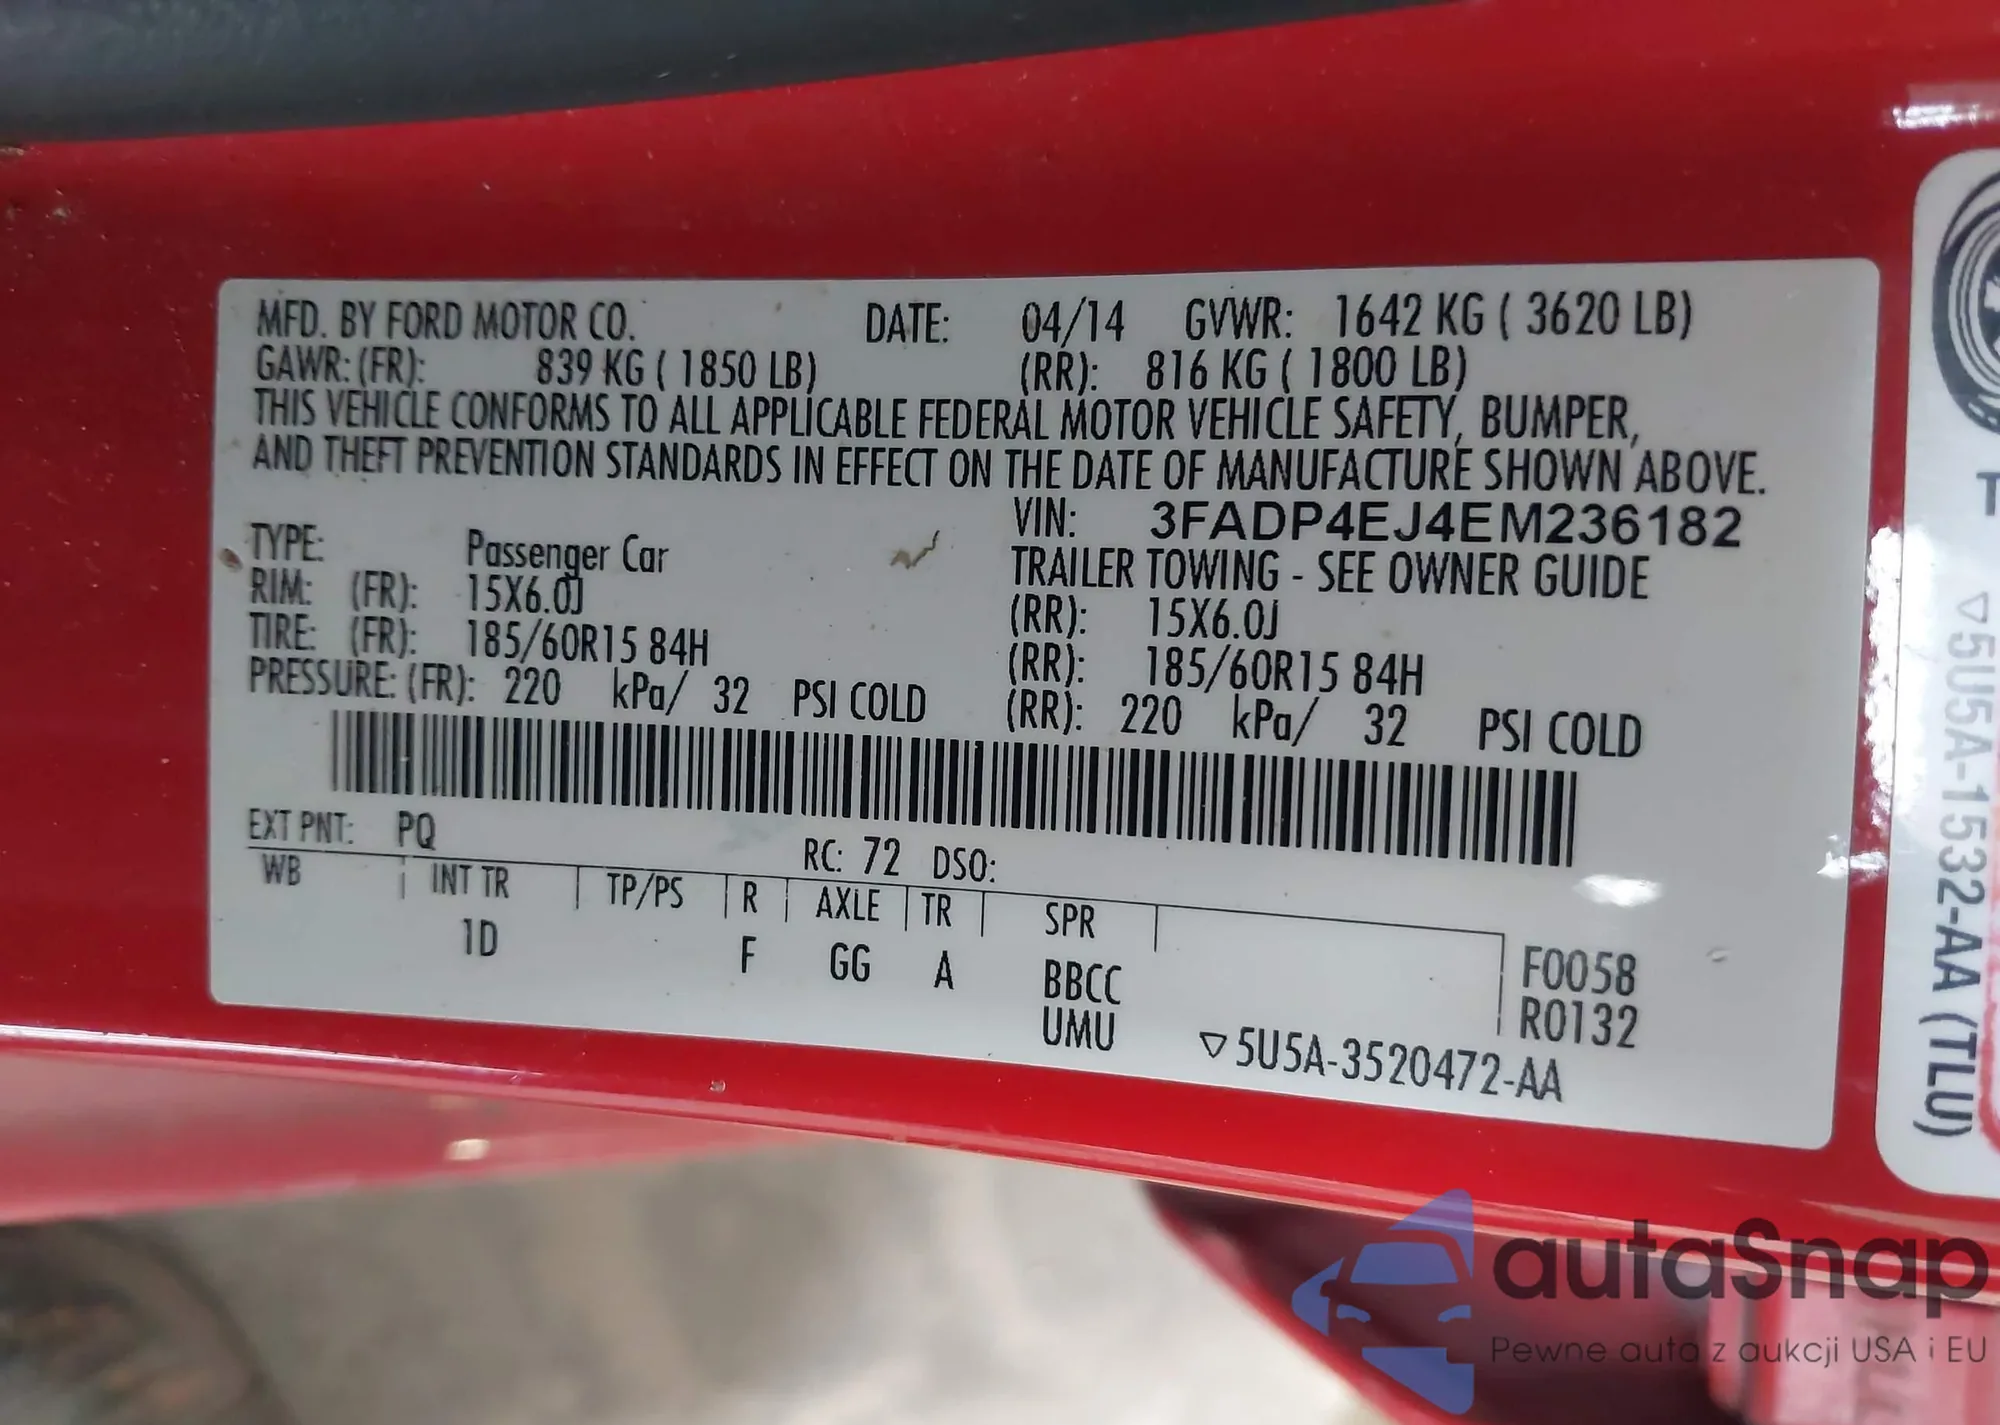 MFD. BY FORD MOTOR CO. DATE: 04/14 GVWR: 1642 KG ( 3620 LB)
GAWR: (FR): 839 KG ( 1850 LB) (RR): 816 KG ( 1800 LB)
THIS VEHICLE CONFORMS TO ALL APPLICABLE FEDERAL MOTOR VEHICLE SAFETY, BUMPER,
AND THEFT PREVENTION STANDARDS IN EFFECT ON THE DATE OF MANUFACTURE SHOWN ABOVE.
VIN: 3FADP4EJ4EM236182
TYPE: Passenger Car TRAILER TOWING - SEE OWNER GUIDE
RIM: (FR): 15X6.0J (RR): 15X6.0J
TIRE: (FR): 185/60R15 84H (RR): 185/60R15 84H
PRESSURE: (FR): 220 kPa/ 32 PSI COLD (RR): 220 kPa/ 32 PSI COLD
EXT PNT: PQ RC: 72 DSO:
WB INT TR TP/PS R AXLE TR SPR
1D F GG A BBCC F0058
UMU R0132
▽5U5A-3520472-AA
T
▽5U5A-1532-AA (TLU)
autaSnap
Pewne auta z aukcji USA i EU